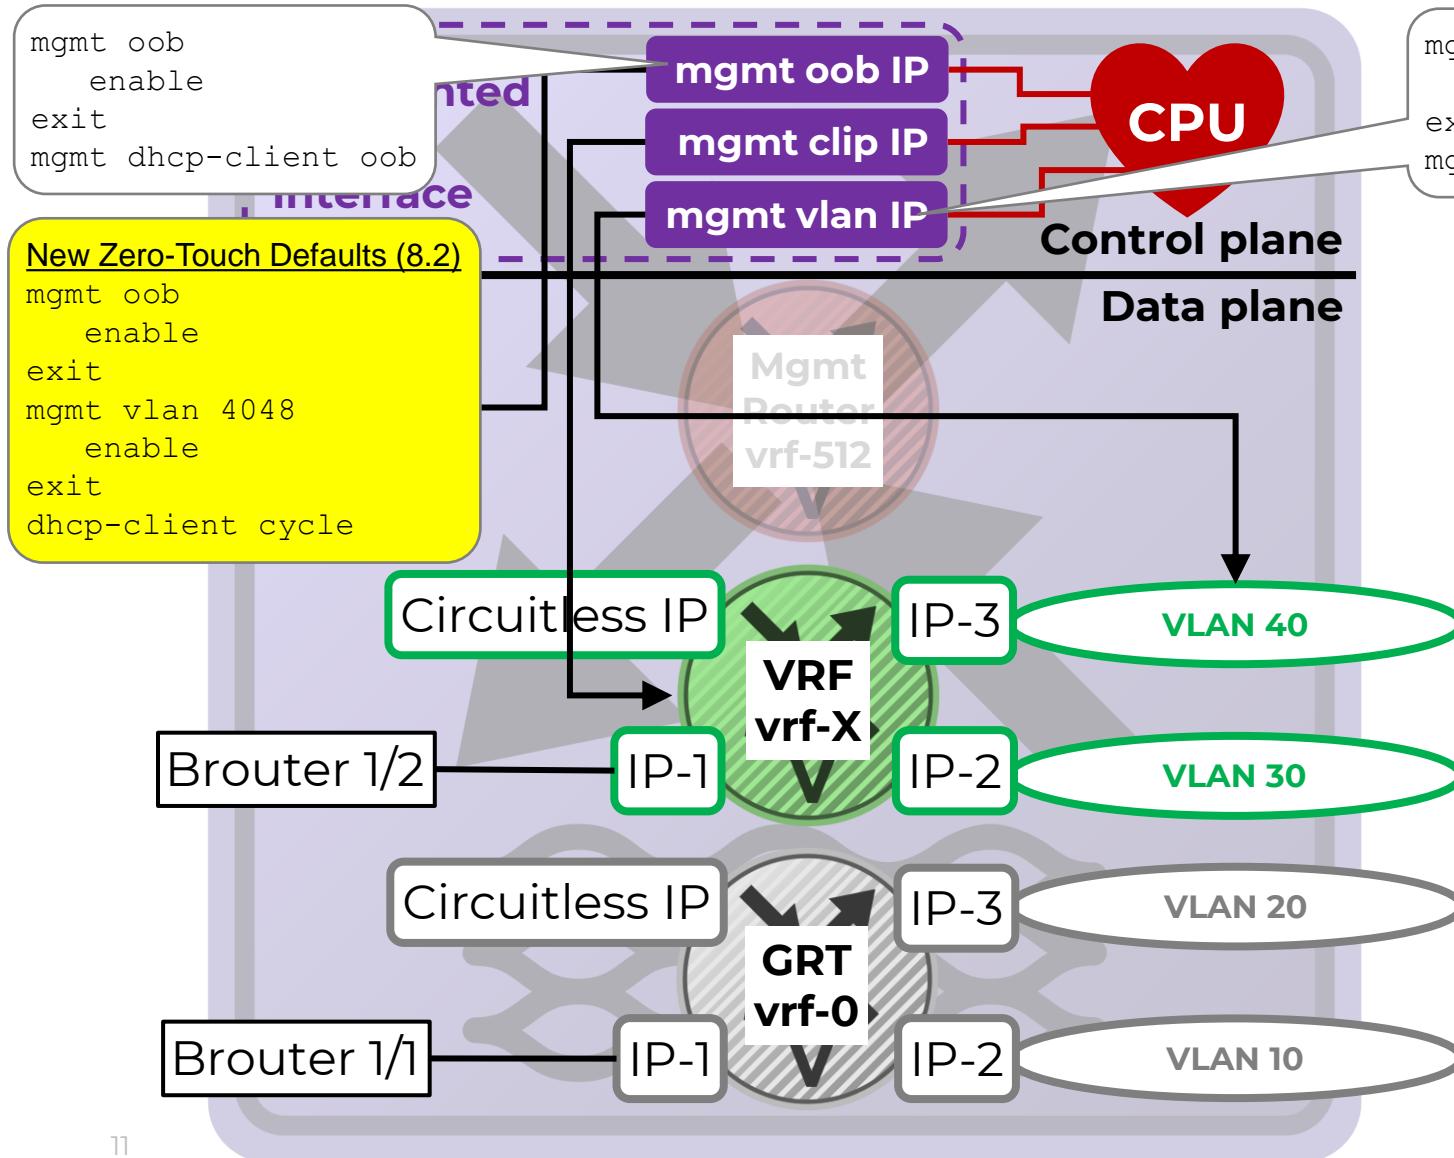 mgmt oob
enable
exit
mgmt dhcp-client oob
interface
mgmt oob IP
mgmt clip IP
mgmt vlan IP
CPU
Control plane
Data plane
New Zero-Touch Defaults (8.2)
mgmt oob
enable
exit
mgmt vlan 4048
enable
exit
dhcp-client cycle
Mgmt
Router
vrf-512
Circuitless IP
VRF
vrf-X
IP-3
VLAN 40
Brouter 1/2
IP-1
IP-2
VLAN 30
Circuitless IP
GRT
vrf-0
IP-3
VLAN 20
Brouter 1/1
IP-1
IP-2
VLAN 10
11